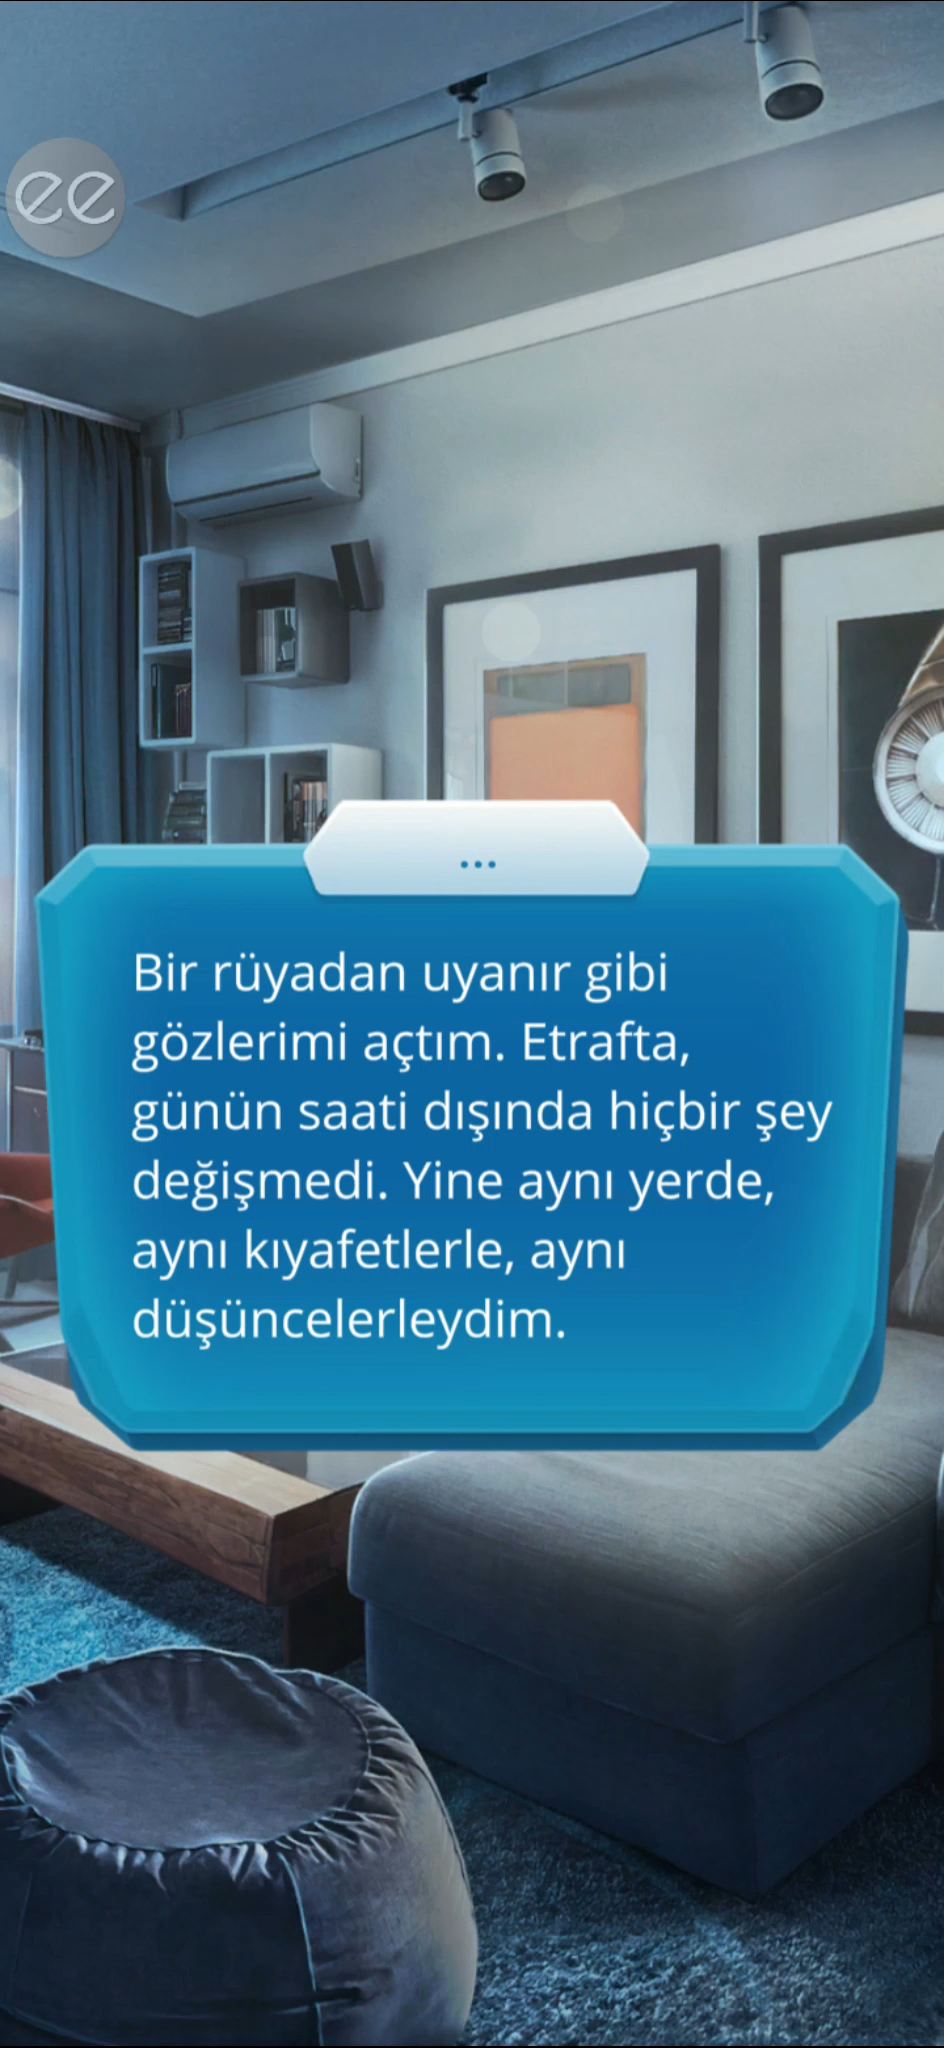 ee
...
Bir rüyadan uyanır gibi
gözlerimi açtım. Etrafta,
günün saati dışında hiçbir şey
değişmedi. Yine aynı yerde,
aynı kıyafetlerle, aynı
düşüncelerleydim.